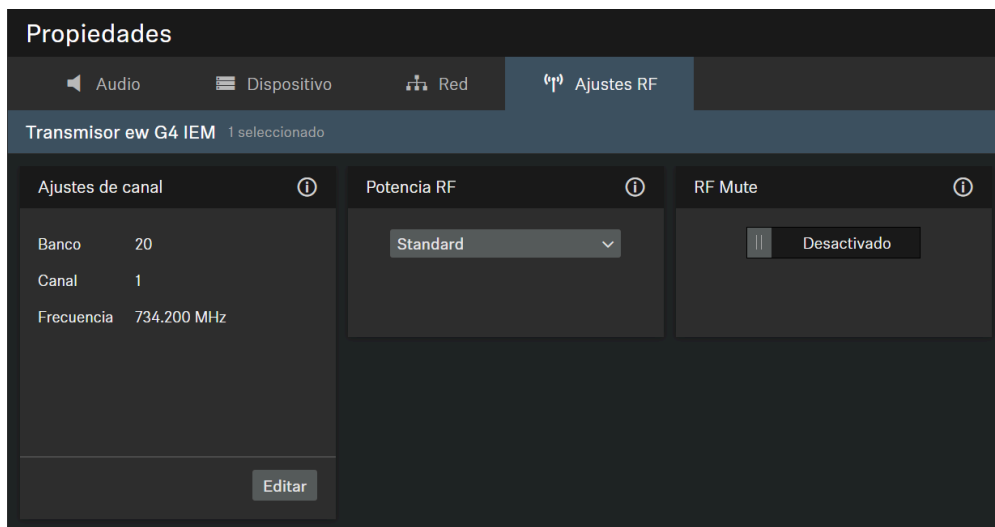 Propiedades
Audio Dispositivo Red Ajustes RF
Transmisor ew G4 IEM 1 seleccionado
Ajustes de canal Potencia RF RF Mute
Banco 20 Standard Desactivado
Canal 1
Frecuencia 734.200 MHz
Editar